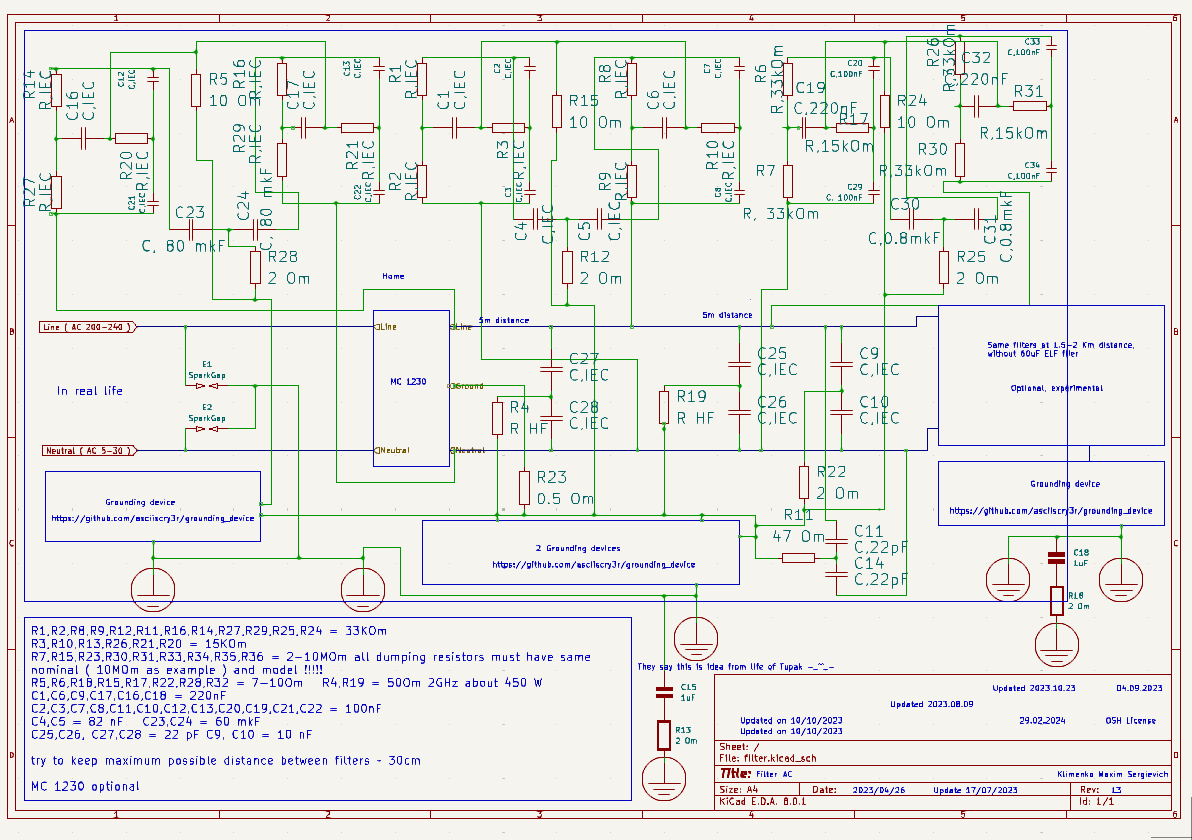 1 2 3 4 5 6
R14 R,IEC
C16 C,IEC
C12 C,IEC
R20 R,IEC
R27 R,IEC
C21 C,IEC
R5
R16 R,IEC
C17 C,IEC
C13 C,IEC
R29 R,IEC
R21 R,IEC
C22 C,IEC
C23
C, 80 mkF
C24
C, 80 mkF
R28
2 Om
R1 R,IEC
C1 C,IEC
C2 C,IEC
R3 R,IEC
R2 R,IEC
C3 C,IEC
R15
10 Om
C4 C,IEC
C5 C,IEC
R12
2 Om
R8 R,IEC
C6 C,IEC
C7 C,IEC
R10 R,IEC
R9 R,IEC
C8 C,IEC
R6 R,33kOm
C19
C,220nF
C20
C,100nF
R17
R,15kOm
R7
R, 33kOm
C29
C, 100nF
R24
10 Om
R26 R,33kOm
C32
C,220nF
C33
C,100nF
R31
R,15kOm
R30
R,33kOm
C34
C,100nF
C30
C,0.8mkF
C,0.8mkF
R25
2 Om
A
B
C
D
A
B
C
D
Home
Line ( AC 200-240 )
Line
Line
5m distance
5m distance
E1
SparkGap
E2
SparkGap
In real life
MC 1230
Ground
Neutral ( AC 5-30 )
Neutral
Neutral
C27
C,IEC
C28
C,IEC
R4
R HF
R23
0.5 Om
R19
R HF
C25
C,IEC
C26
C,IEC
C9
C,IEC
C10
C,IEC
R22
2 Om
R11
47 Om
C11
C,22pF
C14
C,22pF
Same filters at 1.5-2 Km distance,
without 60uF ELF filer
Optional, experimental
Grounding device
https://github.com/asciiscry3r/grounding_device
Grounding device
https://github.com/asciiscry3r/grounding_device
2 Grounding devices
https://github.com/asciiscry3r/grounding_device
C18
1uF
R18
2 Om
R1,R2,R8,R9,R12,R11,R16,R14,R27,R29,R25,R24 = 33KOm
R3,R10,R13,R26,R21,R20 = 15KOm
R7,R15,R23,R30,R31,R33,R34,R35,R36 = 2-10MOm all dumping resistors must have same
nominal ( 10MOm as example ) and model !!!!!
R5,R6,R18,R15,R17,R22,R28,R32 = 7-10Om R4,R19 = 50Om 2GHz about 450 W
C1,C6,C9,C17,C16,C18 = 220nF
C2,C3,C7,C8,C11,C10,C12,C13,C20,C19,C21,C22 = 100nF
C4,C5 = 82 nF C23,C24 = 60 mkF
C25,C26, C27,C28 = 22 pF C9, C10 = 10 nF
try to keep maximum possible distance between filters - 30cm
MC 1230 optional
They say this is idea from life of Tupak -_^_-
C15
1uF
R13
2 Om
Updated 2023.10.23 04.09.2023
Updated 2023.08.09
Updated on 10/10/2023 29.02.2024 OSH License
Updated on 10/10/2023
Sheet: /
File: filter.kicad_sch
Title: Filter AC Klimenko Maxim Sergievich
Size: A4 Date: 2023/04/26 Update 17/07/2023 Rev: L3
KiCad E.D.A. 8.0.1 Id: 1/1
1 2 3 4 5 6